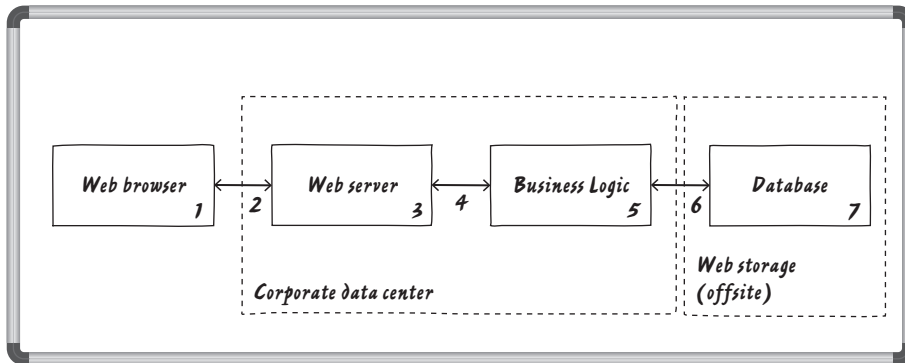 Web browser
1
2
Web server
3
4
Business Logic
5
6
Database
7
Corporate data center
Web storage
(offsite)